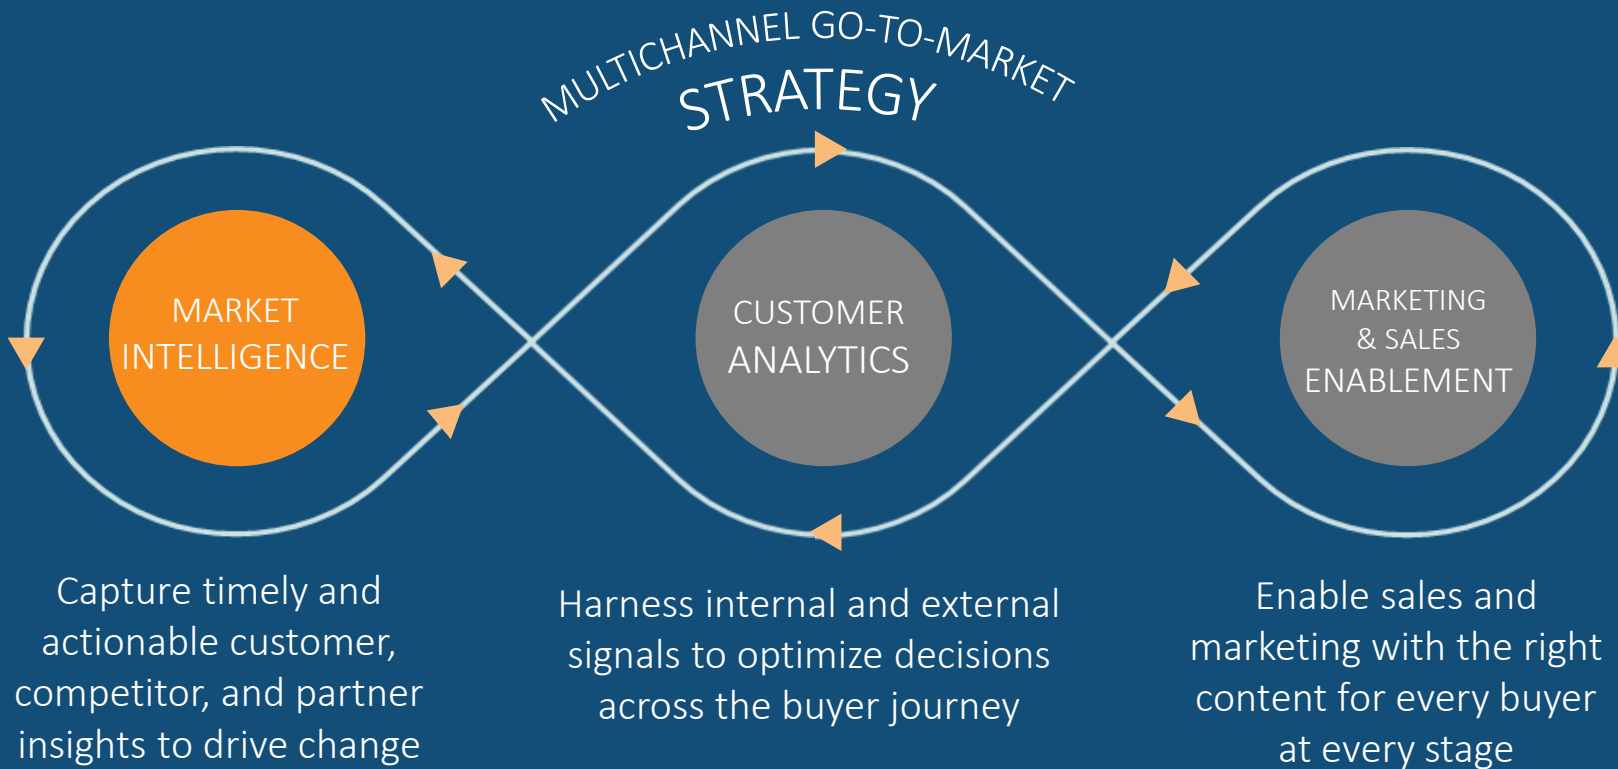 MULTICHANNEL GO-TO-MARKET
STRATEGY
MARKET
INTELLIGENCE
CUSTOMER
ANALYTICS
MARKETING
& SALES
ENABLEMENT
Capture timely and
actionable customer,
competitor, and partner
insights to drive change
Harness internal and external
signals to optimize decisions
across the buyer journey
Enable sales and
marketing with the right
content for every buyer
at every stage